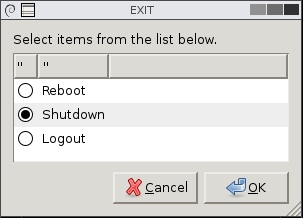 EXIT
Select items from the list below.
" "
Reboot
Shutdown
Logout
Cancel OK